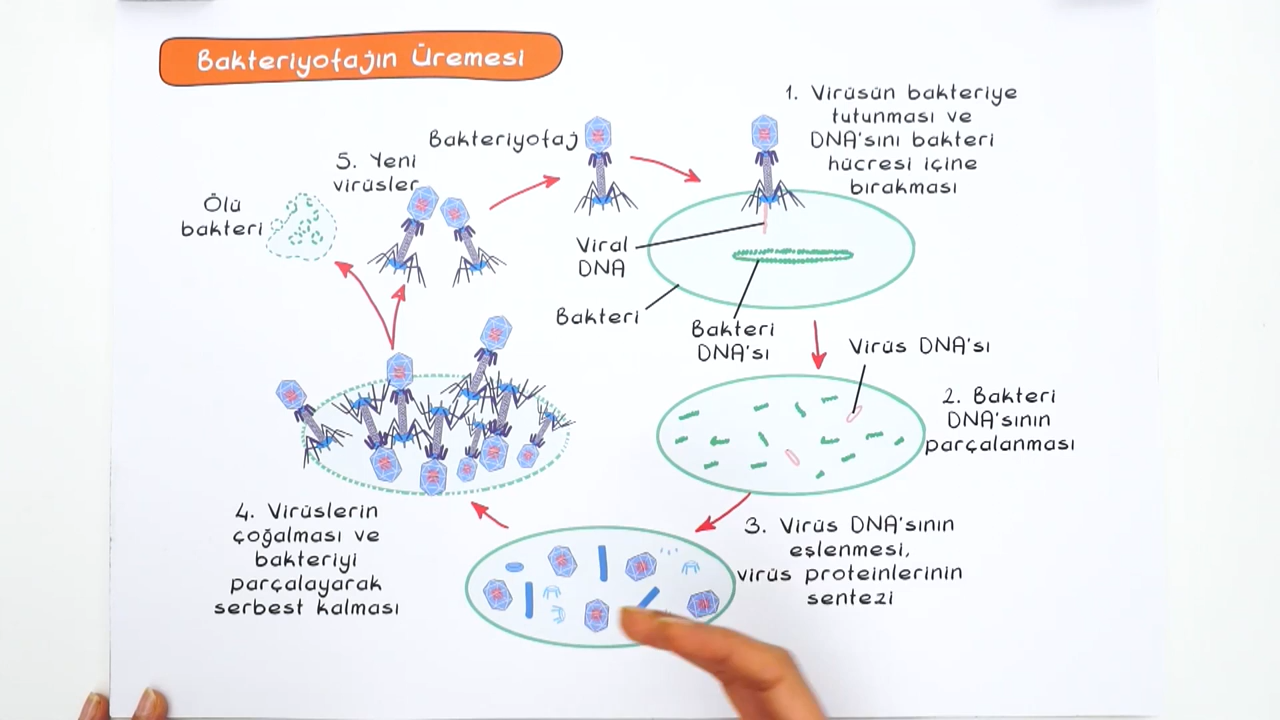 Bakteriyofajın Üremesi
1. Virüsün bakteriye
tutunması ve
DNA'sını bakteri
hücresi içine
bırakması
Bakteriyofaj
5. Yeni
virüsler
Ölü
bakteri
Viral
DNA
Bakteri
Bakteri
DNA'sı
Virüs DNA'sı
2. Bakteri
DNA'sının
parçalanması
3. Virüs DNA'sının
eşlenmesi,
virüs proteinlerinin
sentezi
4. Virüslerin
çoğalması ve
bakteriyi
parçalayarak
serbest kalması